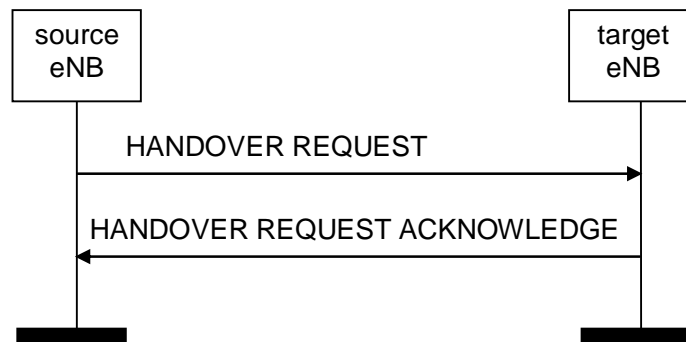 source
eNB
target
eNB
HANDOVER REQUEST
HANDOVER REQUEST ACKNOWLEDGE